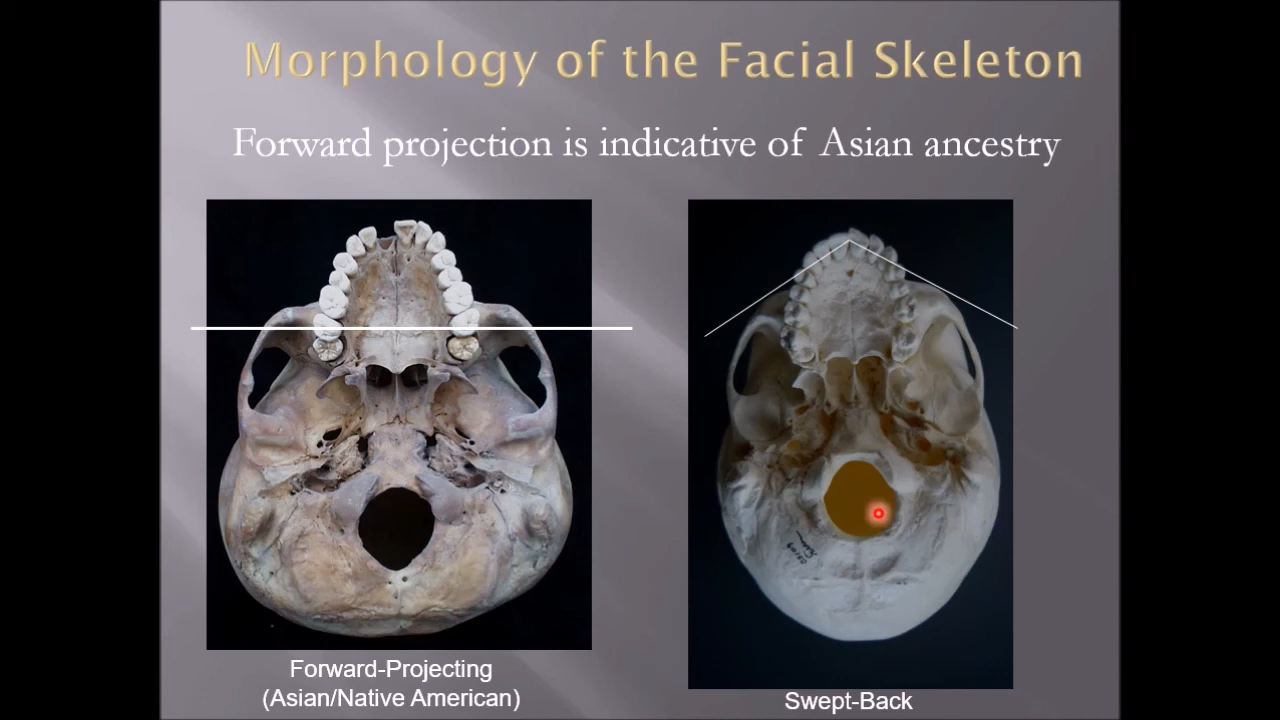 Morphology of the Facial Skeleton
Forward projection is indicative of Asian ancestry
Forward-Projecting
(Asian/Native American)
Swept-Back